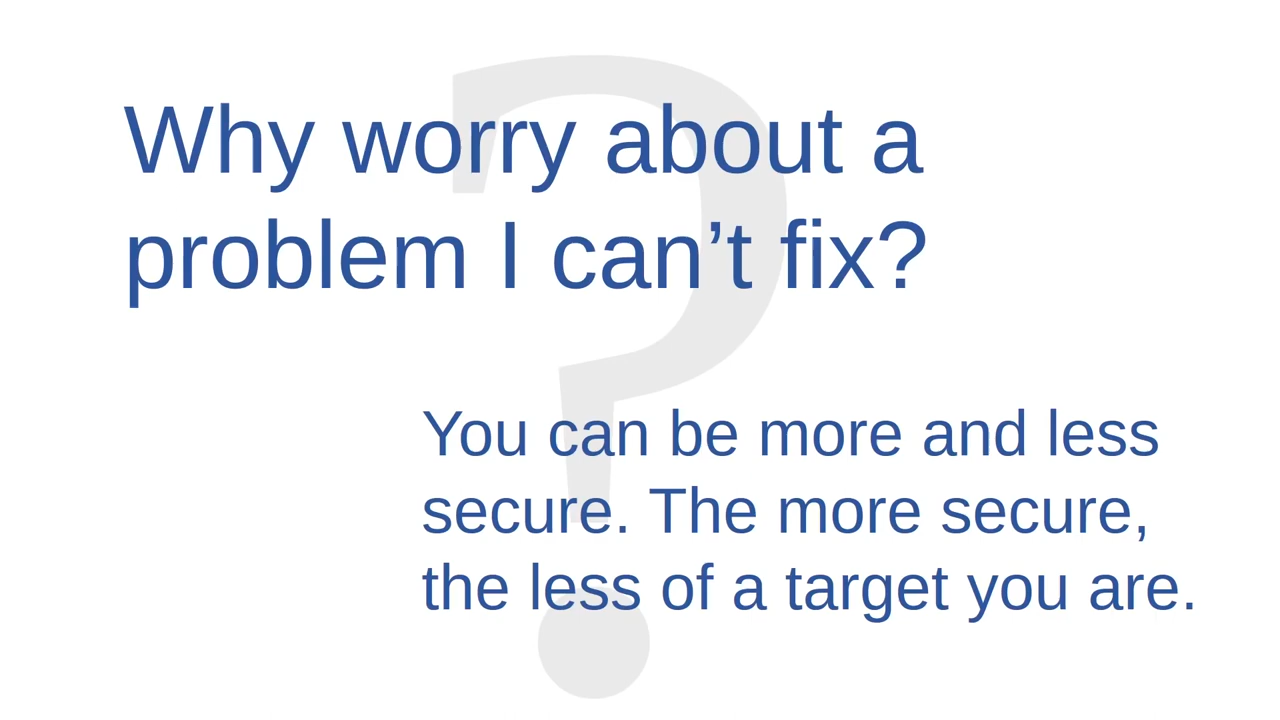 Why worry about a
problem I can’t fix?
You can be more and less
secure. The more secure,
the less of a target you are.